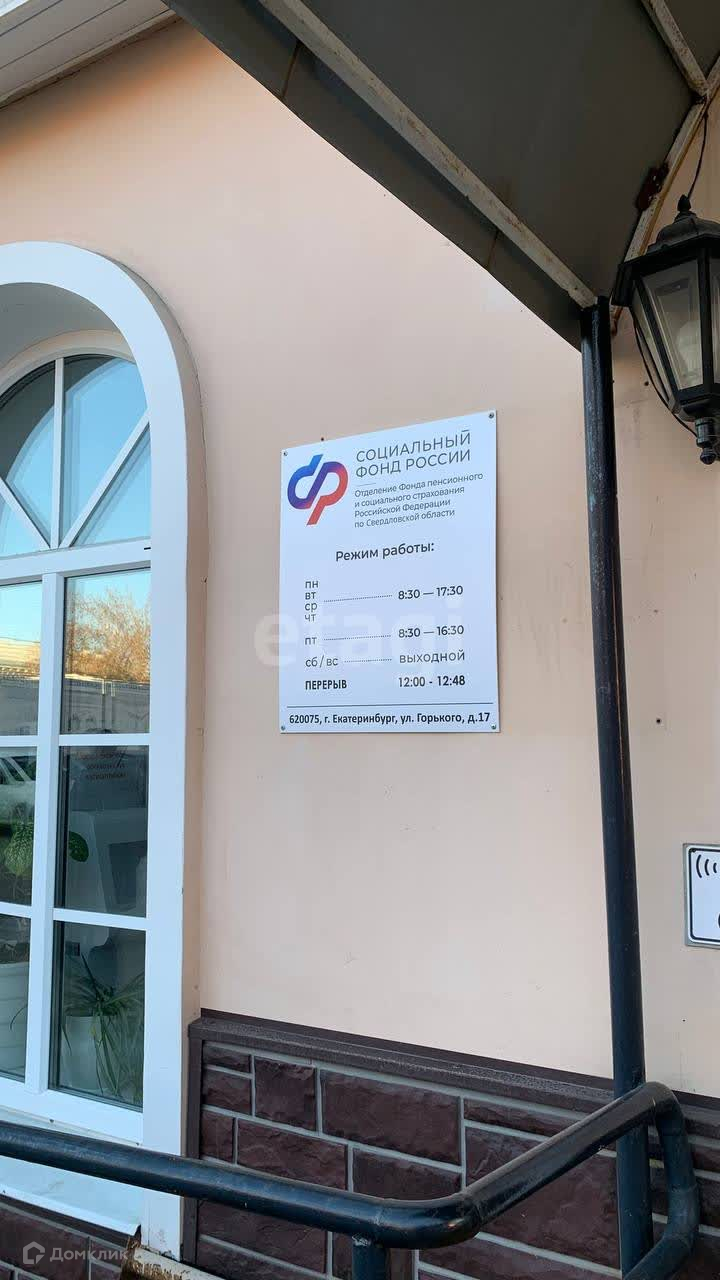 СОЦИАЛЬНЫЙ
ФОНД РОССИИ
Отделение Фонда пенсионного
и социального страхования
Российской Федерации
по Свердловской области
Режим работы:
пн
вт
ср
чт
8:30 — 17:30
пт 8:30 — 16:30
сб / вс выходной
ПЕРЕРЫВ 12:00 - 12:48
620075, г. Екатеринбург, ул. Горького, д.17
etagi
Домклик